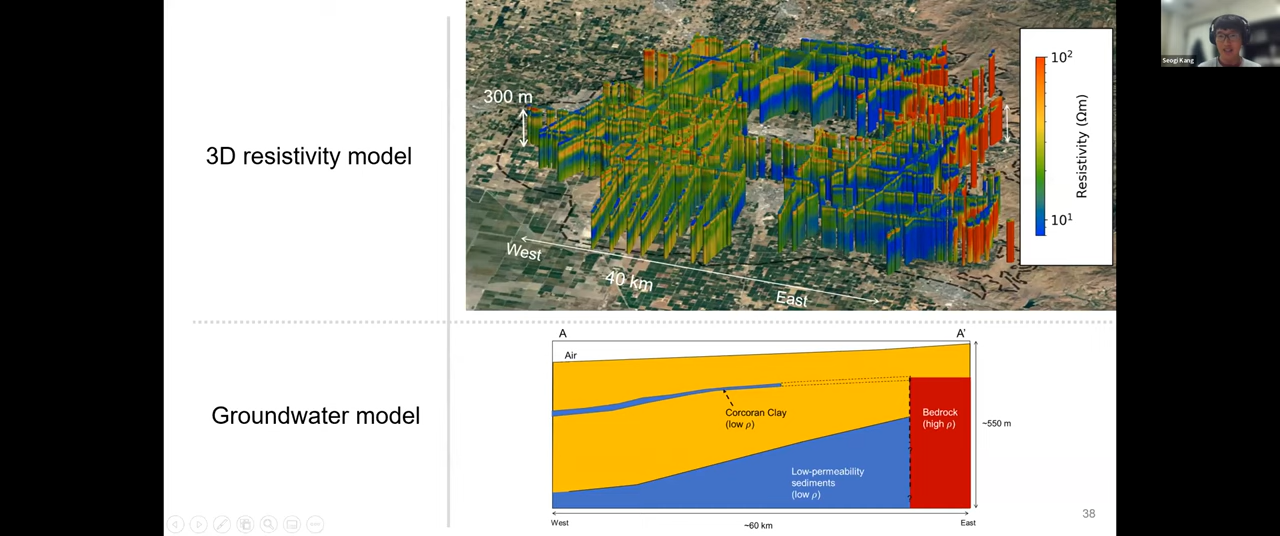 Seogi Kang
3D resistivity model
300 m
West
40 km
East
10²
Resistivity (Ωm)
10¹
Groundwater model
A
A'
Air
Corcoran Clay
(low ρ)
Bedrock
(high ρ)
~550 m
Low-permeability
sediments
(low ρ)
?
?
West
~60 km
East
38